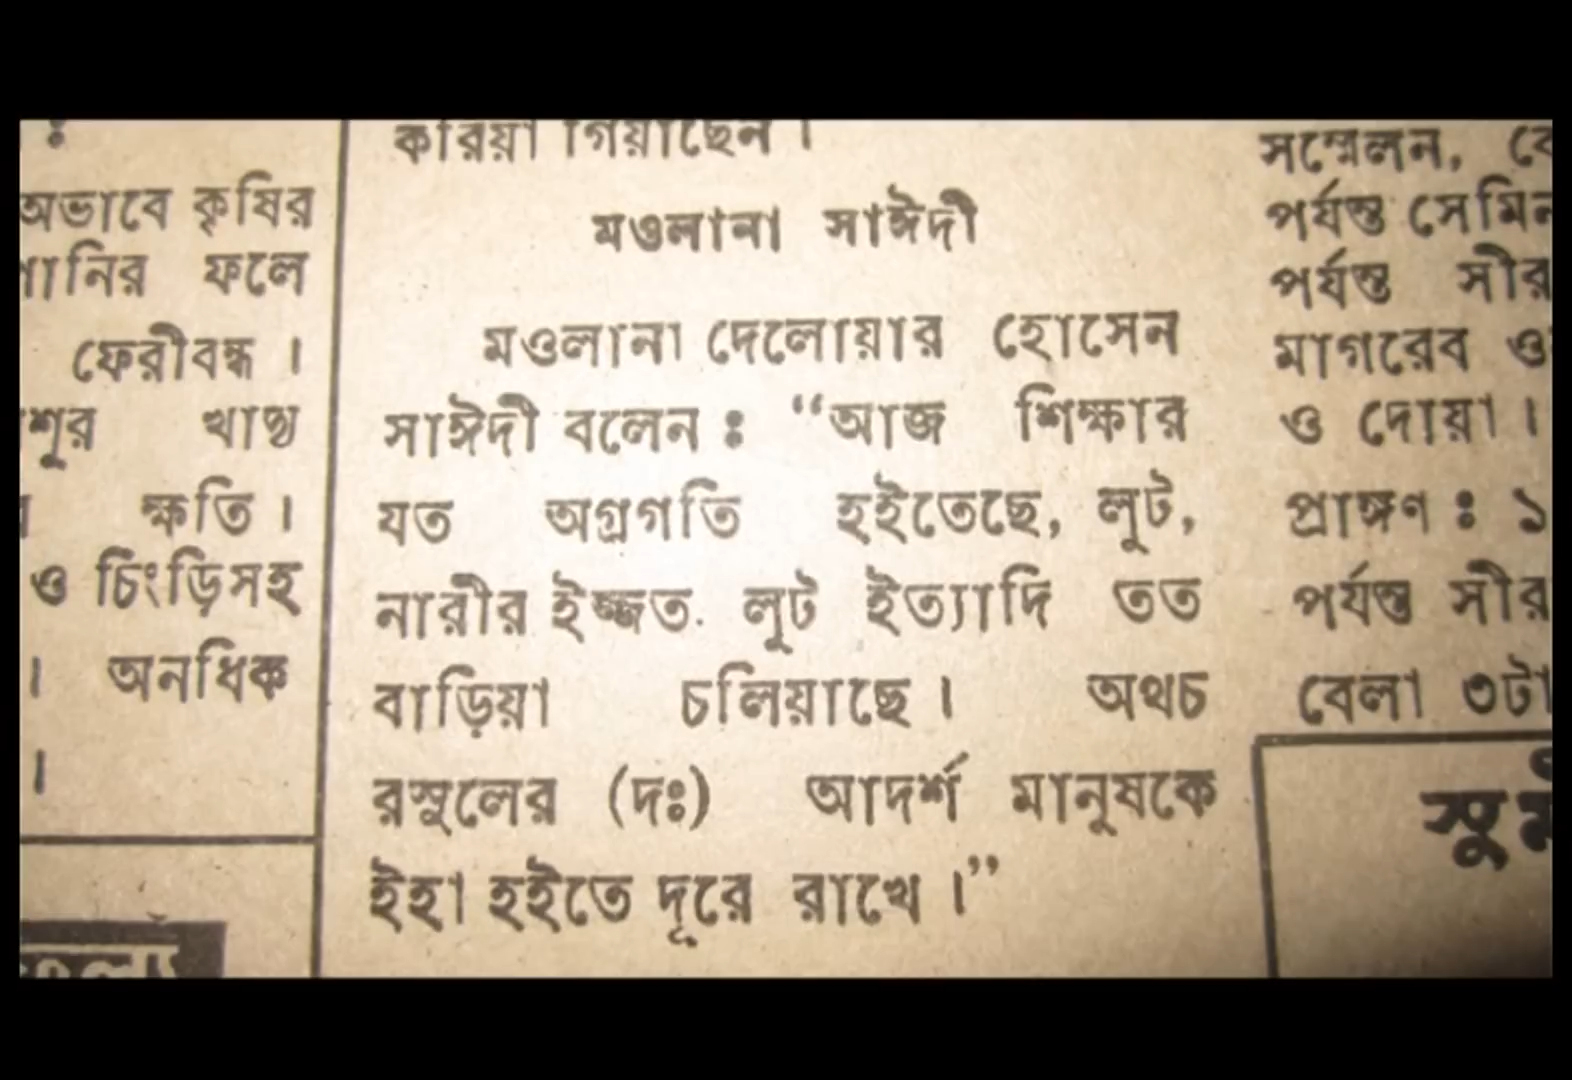 অভাবে কৃষির
ফলে
ফেরীবন্ধ ।
ক্ষতি ।
ও চিংড়িসহ
। অনধিক
।
করিয়া গিয়াছেন ।
মওলানা সাঈদী
মওলানা দেলোয়ার হোসেন
সাঈদী বলেন : “আজ শিক্ষার
যত অগ্রগতি হইতেছে, লুট,
নারীর ইজ্জত. লুট ইত্যাদি তত
বাড়িয়া চলিয়াছে । অথচ
রসুলের (দঃ) আদর্শ মানুষকে
ইহা হইতে দূরে রাখে ।”
সম্মেলন,
পর্যন্ত
পর্যন্ত
মাগরেব ও
ও দোয়া ।
প্রাঙ্গণ : ১
পর্যন্ত
বেলা ৩টা